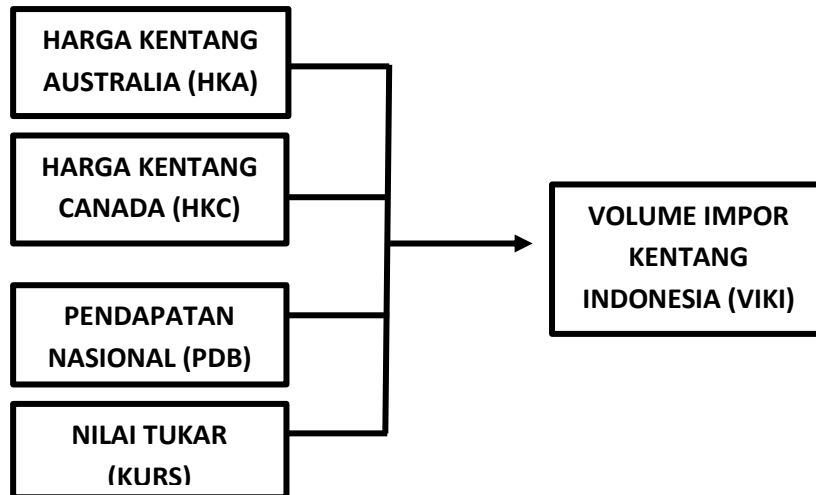 HARGA KENTANG
AUSTRALIA (HKA)
HARGA KENTANG
CANADA (HKC)
PENDAPATAN
NASIONAL (PDB)
NILAI TUKAR
(KURS)
VOLUME IMPOR
KENTANG
INDONESIA (VIKI)